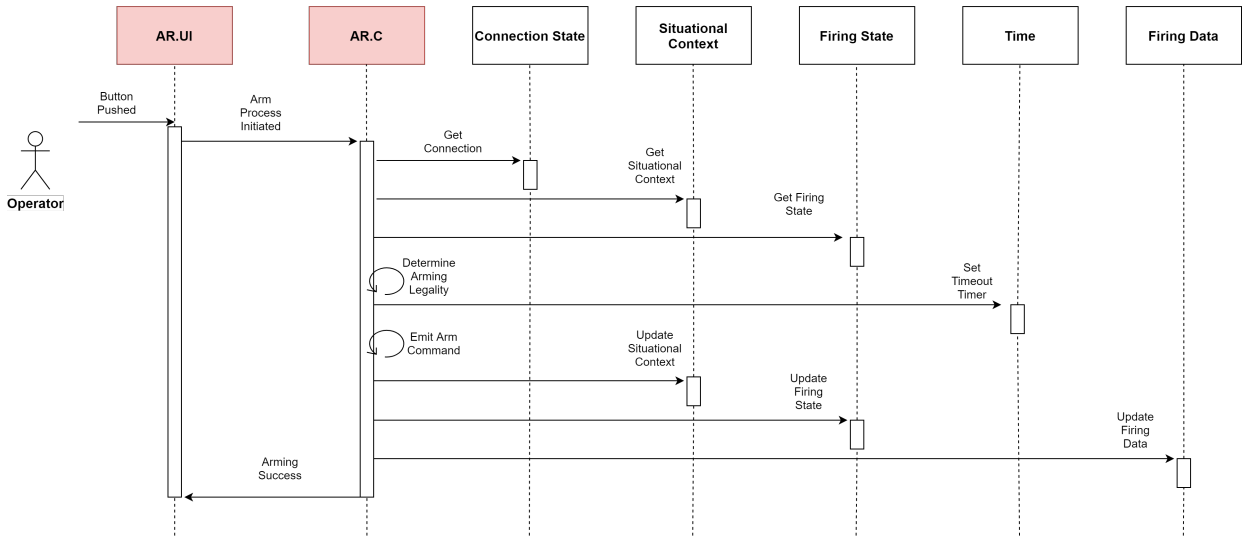 AR.UI
AR.C
Connection State
Situational
Context
Firing State
Time
Firing Data
Button
Pushed
Arm
Process
Initiated
Get
Connection
Get
Situational
Context
Get Firing
State
Operator
Determine
Arming
Legality
Set
Timeout
Timer
Emit Arm
Command
Update
Situational
Context
Update
Firing
State
Update
Firing
Data
Arming
Success